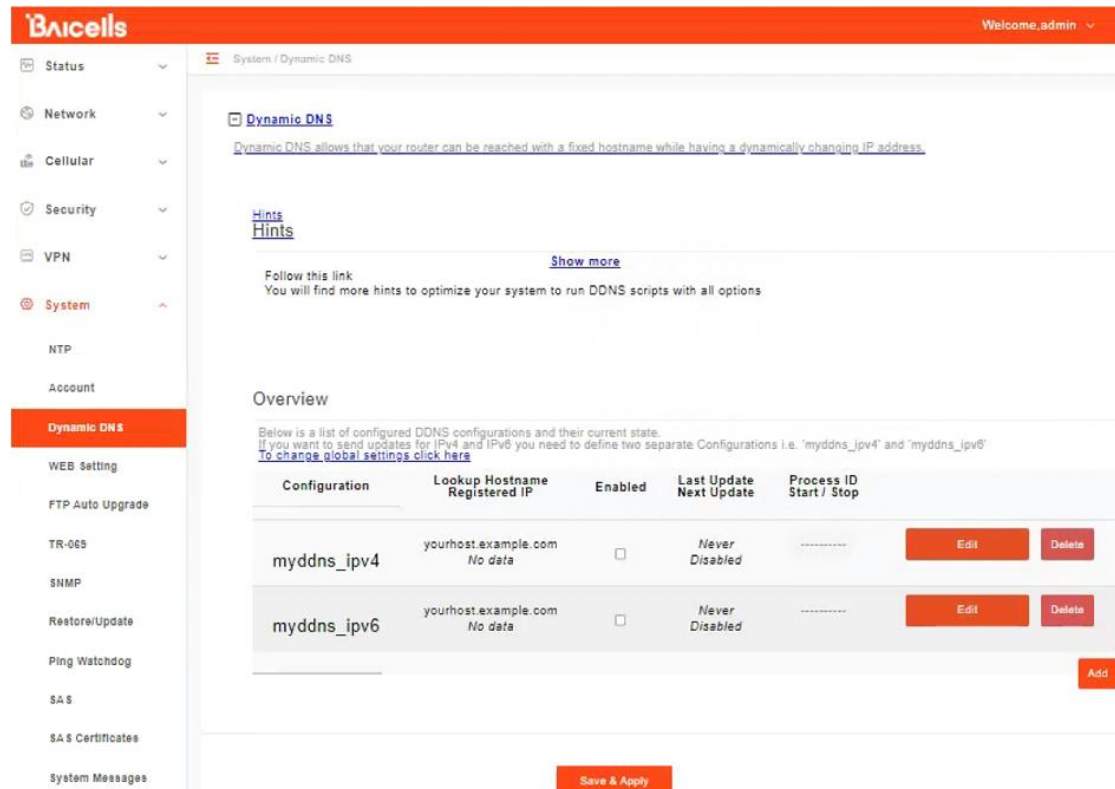 BAIcells
Welcome,admin
Status
Network
Cellular
Security
VPN
System
NTP
Account
Dynamic DNS
WEB Setting
FTP Auto Upgrade
TR-069
SNMP
Restore/Update
Ping Watchdog
SAS
SAS Certificates
System Messages
System / Dynamic DNS
Dynamic DNS
Dynamic DNS allows that your router can be reached with a fixed hostname while having a dynamically changing IP address.
Hints
Hints
Show more
Follow this link
You will find more hints to optimize your system to run DDNS scripts with all options
Overview
Below is a list of configured DDNS configurations and their current state.
If you want to send updates for IPv4 and IPv6 you need to define two separate Configurations i.e. 'myddns_ipv4' and 'myddns_ipv6'
To change global settings click here
Configuration
Lookup Hostname
Registered IP
Enabled
Last Update
Next Update
Process ID
Start / Stop
myddns_ipv4
yourhost.example.com
No data
Never
Disabled
----------
Edit
Delete
myddns_ipv6
yourhost.example.com
No data
Never
Disabled
----------
Edit
Delete
Add
Save & Apply